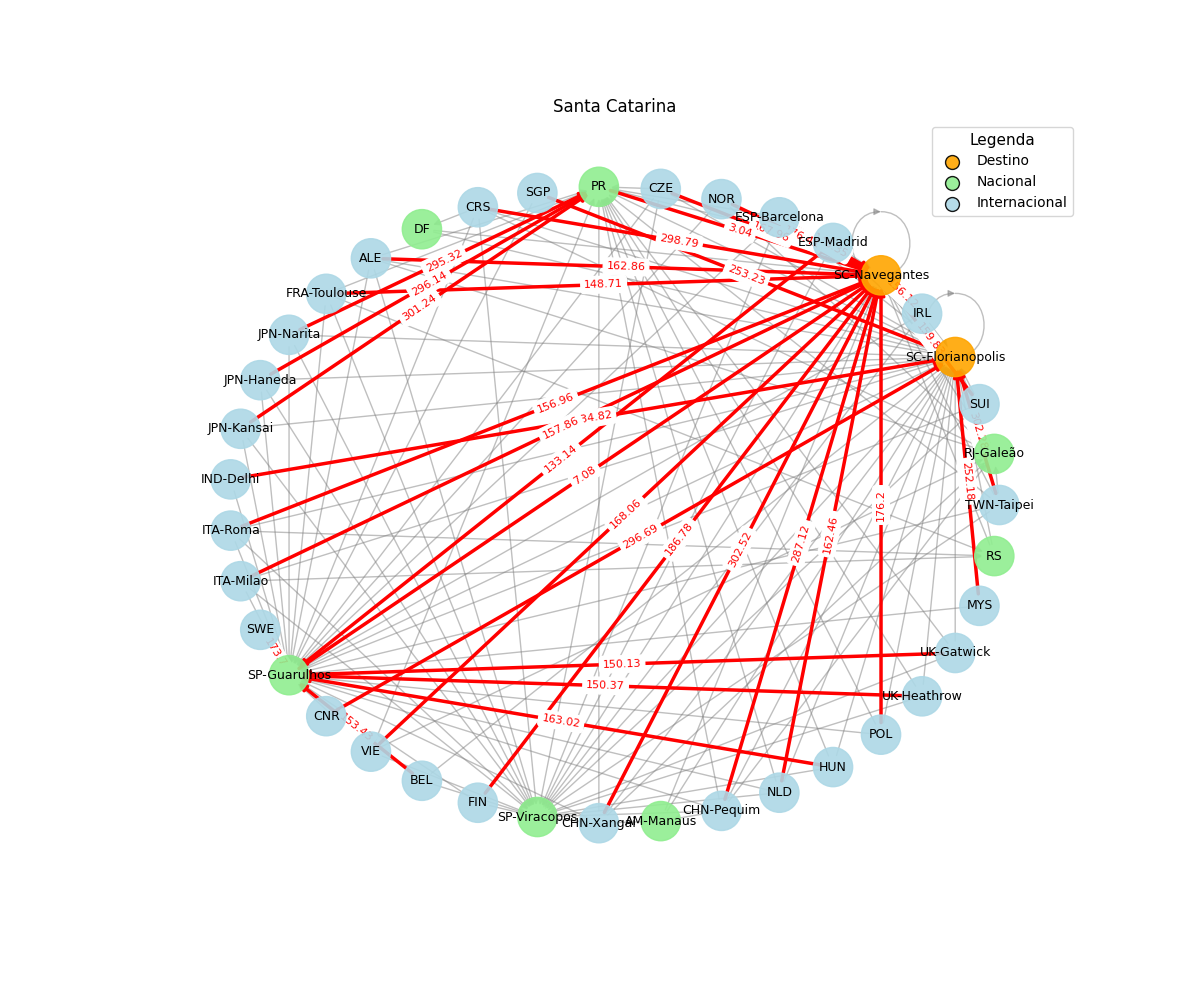 Santa Catarina
Legenda
Destino
Nacional
Internacional
PR
CZE
SGP
NOR
CRS
ESP-Barcelona
DF
ESP-Madrid
ALE
SC-Navegantes
FRA-Toulouse
IRL
JPN-Narita
SC-Florianopolis
JPN-Haneda
SUI
JPN-Kansai
RJ-Galeão
IND-Delhi
TWN-Taipei
ITA-Roma
RS
ITA-Milao
MYS
SWE
UK-Gatwick
SP-Guarulhos
UK-Heathrow
CNR
POL
VIE
HUN
BEL
NLD
FIN
CHN-Pequim
SP-Viracopos
CHN-Xangai
AM-Manaus
3.04
298.79
295.32
162.86
253.23
296.14
148.71
301.24
156.96
34.82
157.86
133.14
7.08
252.18
168.06
176.2
296.69
186.78
302.52
287.12
162.46
150.13
150.37
163.02